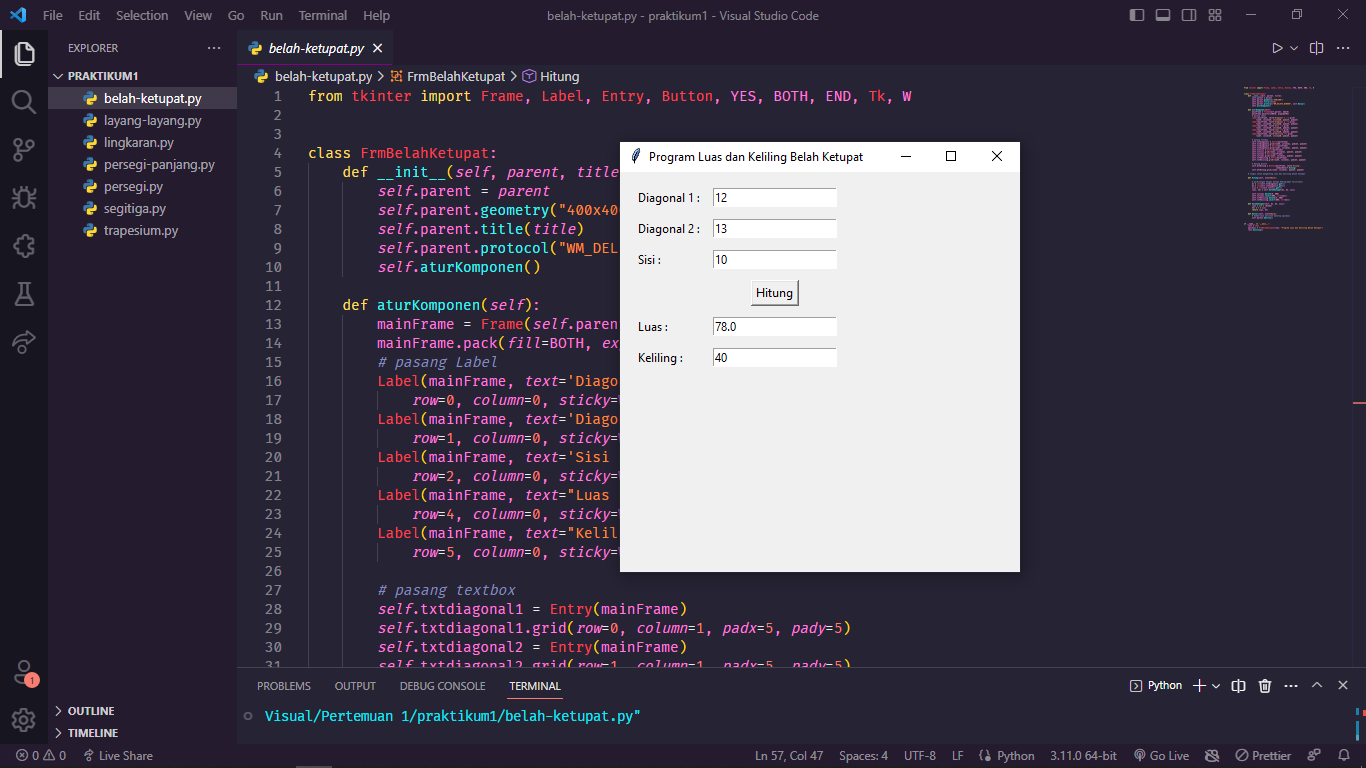 File Edit Selection View Go Run Terminal Help belah-ketupat.py - praktikum1 - Visual Studio Code
EXPLORER
PRAKTIKUM1
belah-ketupat.py
layang-layang.py
lingkaran.py
persegi-panjang.py
persegi.py
segitiga.py
trapesium.py
OUTLINE
TIMELINE
1
belah-ketupat.py
belah-ketupat.py > FrmBelahKetupat > Hitung
1 from tkinter import Frame, Label, Entry, Button, YES, BOTH, END, Tk, W
2
3
4 class FrmBelahKetupat:
5 def __init__(self, parent, title
6 self.parent = parent
7 self.parent.geometry("400x40
8 self.parent.title(title)
9 self.parent.protocol("WM_DEL
10 self.aturKomponen()
11
12 def aturKomponen(self):
13 mainFrame = Frame(self.paren
14 mainFrame.pack(fill=BOTH, ex
15 # pasang Label
16 Label(mainFrame, text='Diago
17 row=0, column=0, sticky=
18 Label(mainFrame, text='Diago
19 row=1, column=0, sticky=
20 Label(mainFrame, text='Sisi
21 row=2, column=0, sticky=
22 Label(mainFrame, text="Luas
23 row=4, column=0, sticky=
24 Label(mainFrame, text="Kelil
25 row=5, column=0, sticky=
26
27 # pasang textbox
28 self.txtdiagonal1 = Entry(mainFrame)
29 self.txtdiagonal1.grid(row=0, column=1, padx=5, pady=5)
30 self.txtdiagonal2 = Entry(mainFrame)
31 self.txtdiagonal2.grid(row=1, column=1, padx=5, pady=5)
Program Luas dan Keliling Belah Ketupat
Diagonal 1 : 12
Diagonal 2 : 13
Sisi : 10
Hitung
Luas : 78.0
Keliling : 40
PROBLEMS OUTPUT DEBUG CONSOLE TERMINAL Python
Visual/Pertemuan 1/praktikum1/belah-ketupat.py"
0 0 Live Share Ln 57, Col 47 Spaces: 4 UTF-8 LF Python 3.11.0 64-bit Go Live Prettier